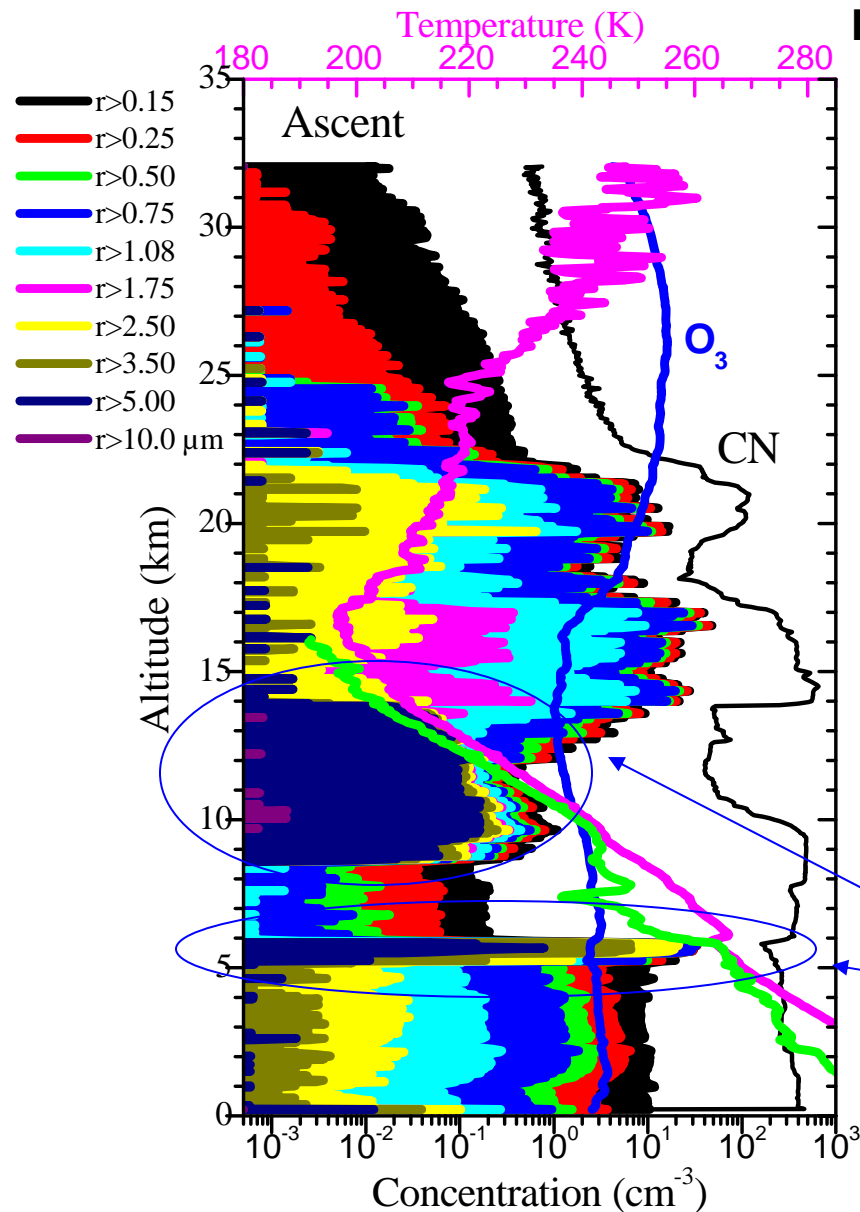 Temperature (K)
180 200 220 240 260 280
r>0.15
r>0.25
r>0.50
r>0.75
r>1.08
r>1.75
r>2.50
r>3.50
r>5.00
r>10.0 µm
Ascent
O₃
CN
Altitude (km)
35
30
25
20
15
10
5
0
10⁻³ 10⁻² 10⁻¹ 10⁰ 10¹ 10² 10³
Concentration (cm⁻³)